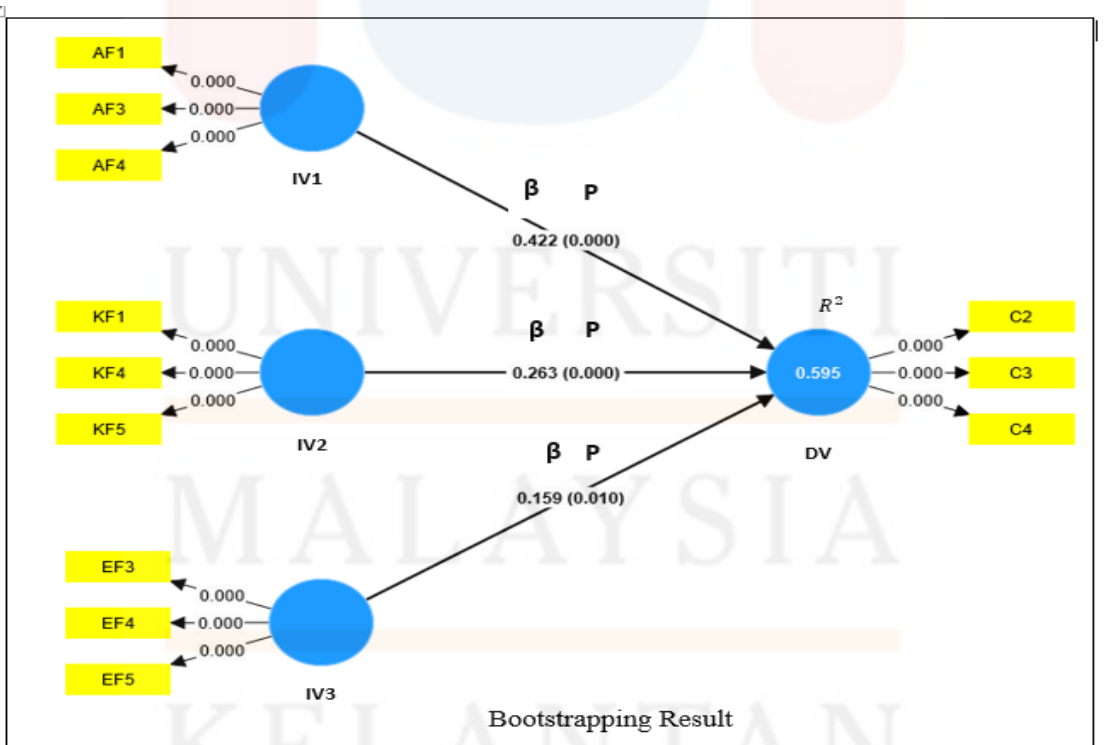 AF1
AF3
AF4
0.000
0.000
0.000
IV1
β P
0.422 (0.000)
KF1
KF4
KF5
0.000
0.000
0.000
IV2
β P
0.263 (0.000)
R²
0.595
DV
0.000
0.000
0.000
C2
C3
C4
EF3
EF4
EF5
0.000
0.000
0.000
IV3
β P
0.159 (0.010)
Bootstrapping Result
UNIVERSITI
MALAYSIA
KELANTAN